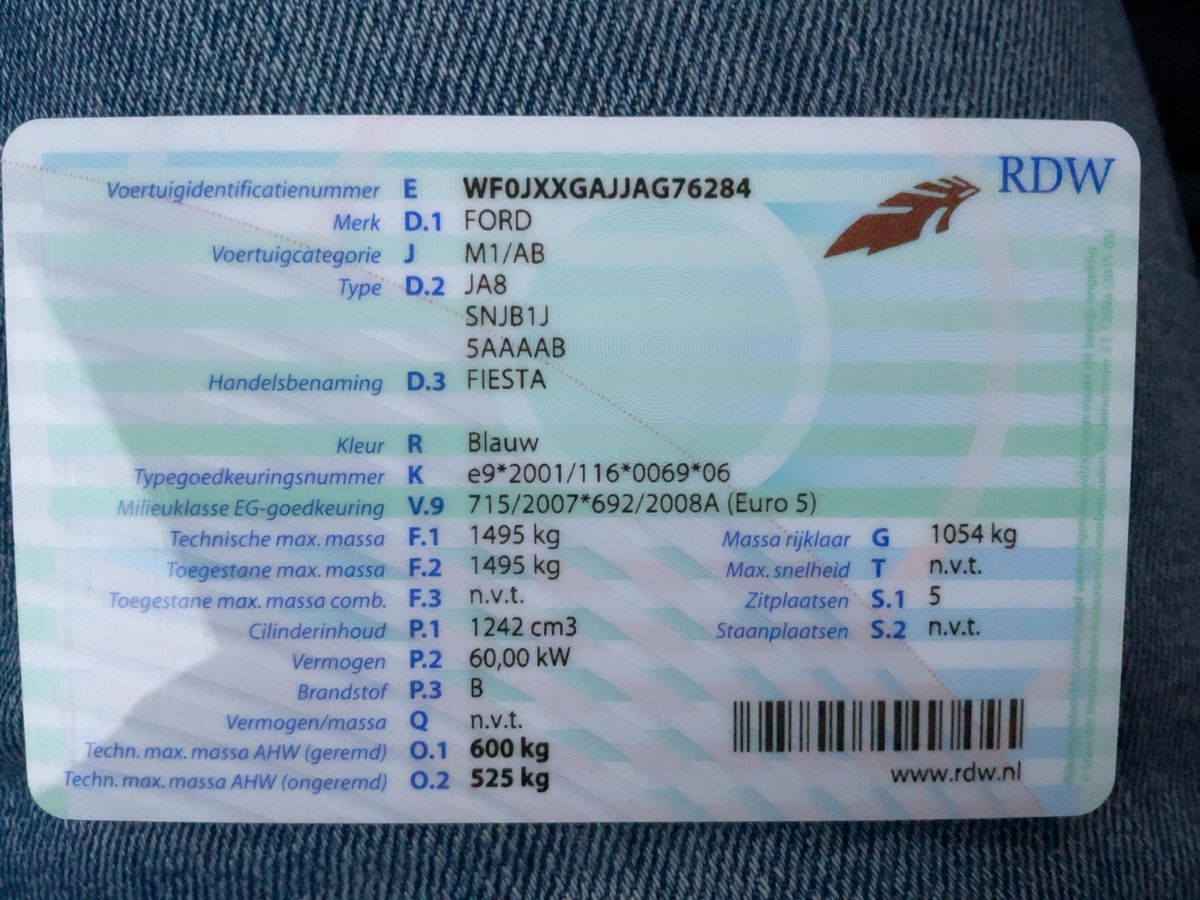 RDW
Voertuigidentificatienummer E WF0JXXGAJJAG76284
Merk D.1 FORD
Voertuigcategorie J M1/AB
Type D.2 JA8
SNJB1J
5AAAAB
Handelsbenaming D.3 FIESTA
Kleur R Blauw
Typegoedkeuringsnummer K e9*2001/116*0069*06
Milieuklasse EG-goedkeuring V.9 715/2007*692/2008A (Euro 5)
Technische max. massa F.1 1495 kg Massa rijklaar G 1054 kg
Toegestane max. massa F.2 1495 kg Max. snelheid T n.v.t.
Toegestane max. massa comb. F.3 n.v.t. Zitplaatsen S.1 5
Cilinderinhoud P.1 1242 cm3 Staanplaatsen S.2 n.v.t.
Vermogen P.2 60,00 kW
Brandstof P.3 B
Vermogen/massa Q n.v.t.
Techn. max. massa AHW (geremd) O.1 600 kg
Techn. max. massa AHW (ongeremd) O.2 525 kg
www.rdw.nl